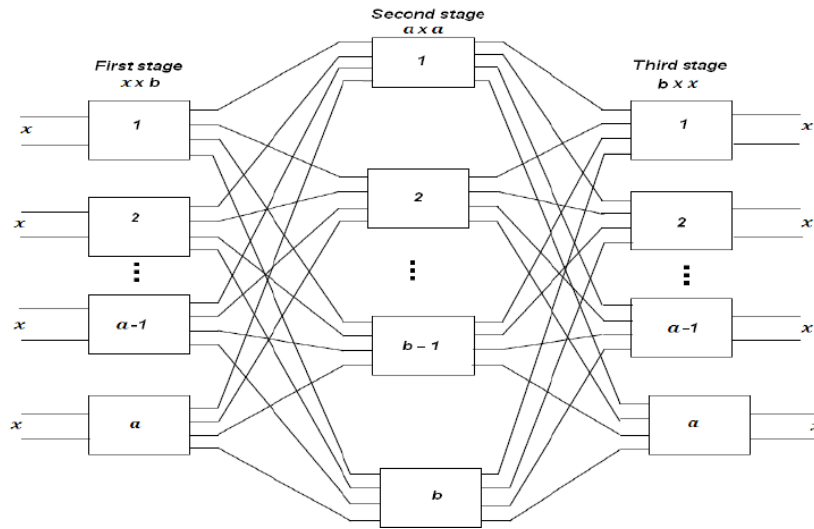 Second stage
a x a
First stage
x x b
Third stage
b x x
1
1
1
x
x
2
2
2
x
x
a-1
b - 1
a-1
x
x
a
a
x
x
b